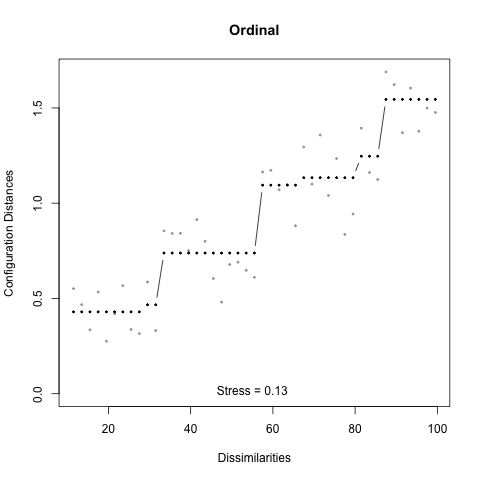 Ordinal
Configuration Distances
1.5
1.0
0.5
0.0
Stress = 0.13
20 40 60 80 100
Dissimilarities